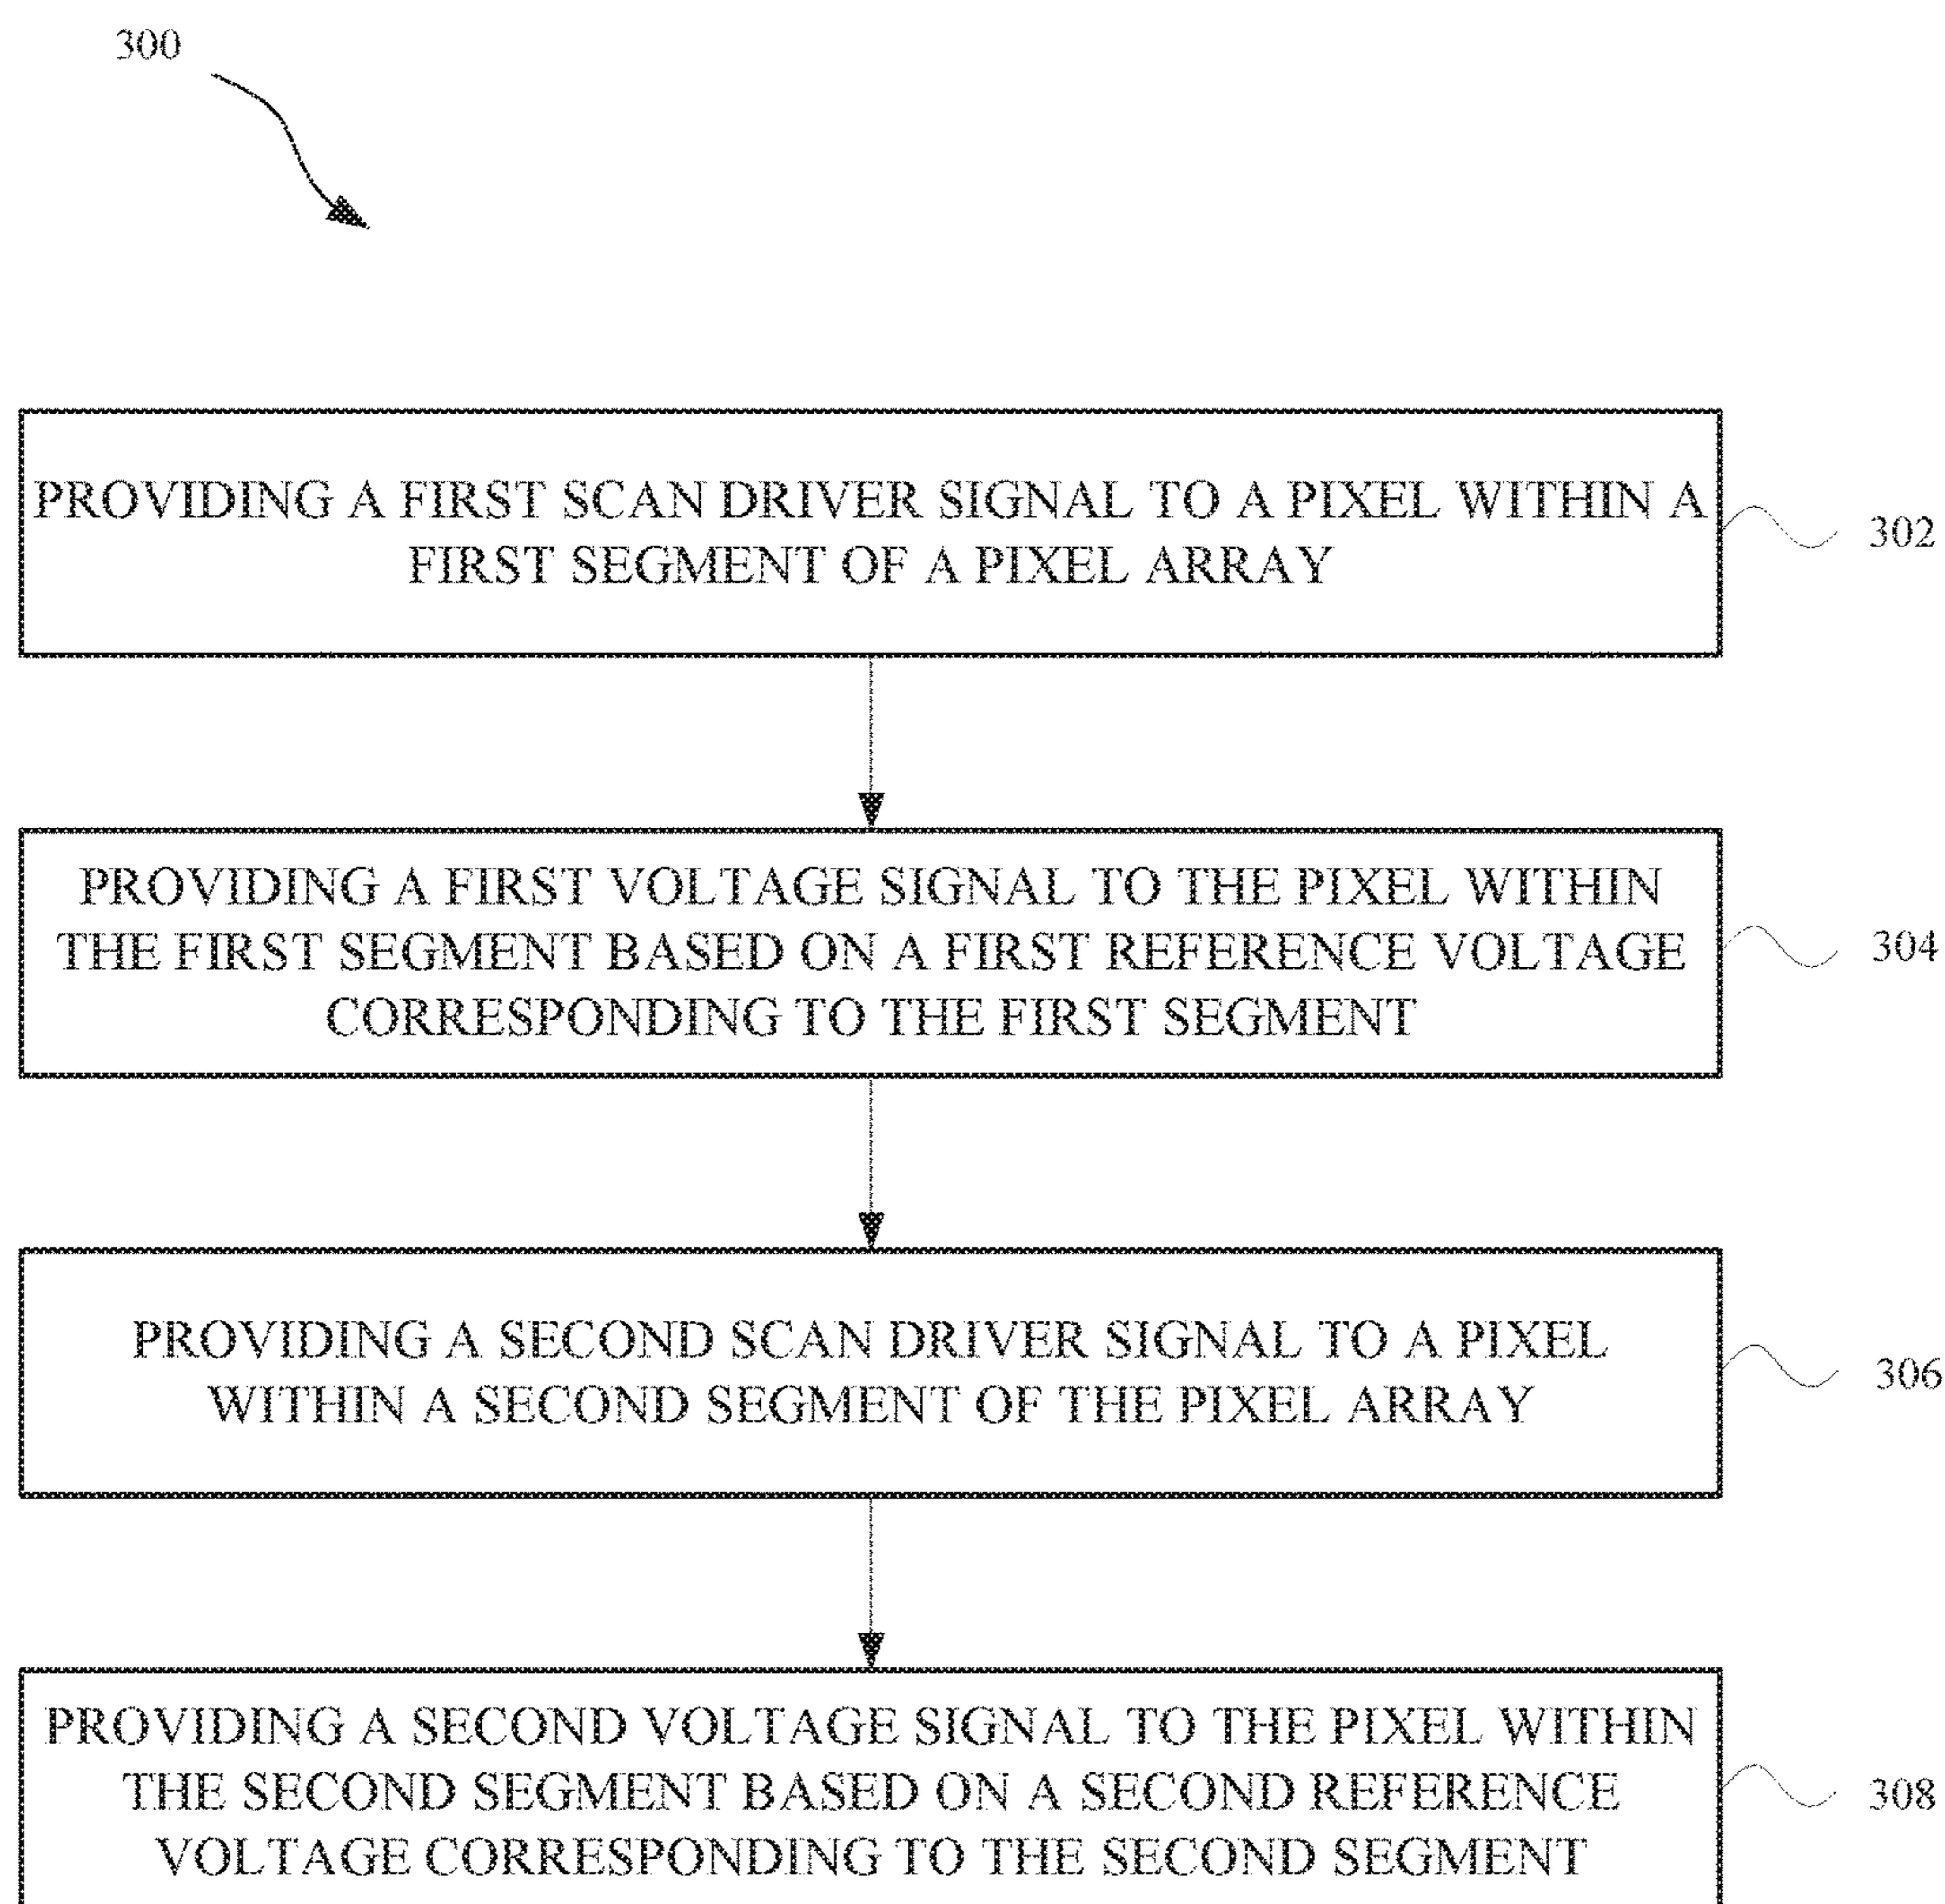 300
PROVIDING A FIRST SCAN DRIVER SIGNAL TO A PIXEL WITHIN A
FIRST SEGMENT OF A PIXEL ARRAY
302
PROVIDING A FIRST VOLTAGE SIGNAL TO THE PIXEL WITHIN
THE FIRST SEGMENT BASED ON A FIRST REFERENCE VOLTAGE
CORRESPONDING TO THE FIRST SEGMENT
304
PROVIDING A SECOND SCAN DRIVER SIGNAL TO A PIXEL
WITHIN A SECOND SEGMENT OF THE PIXEL ARRAY
306
PROVIDING A SECOND VOLTAGE SIGNAL TO THE PIXEL WITHIN
THE SECOND SEGMENT BASED ON A SECOND REFERENCE
VOLTAGE CORRESPONDING TO THE SECOND SEGMENT
308